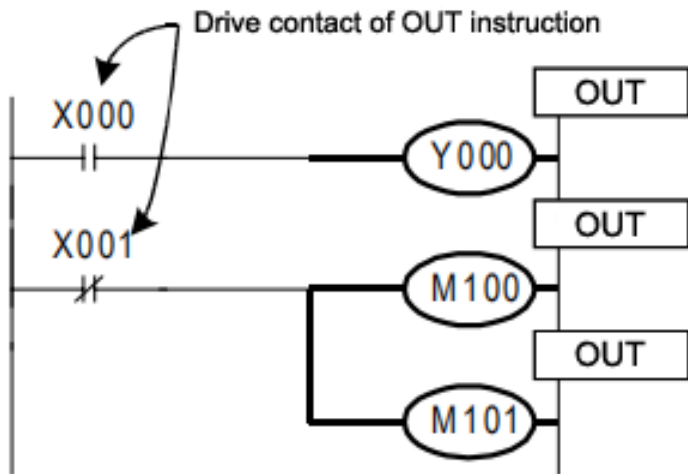 Drive contact of OUT instruction
OUT
X000
Y000
OUT
X001
M100
OUT
M101